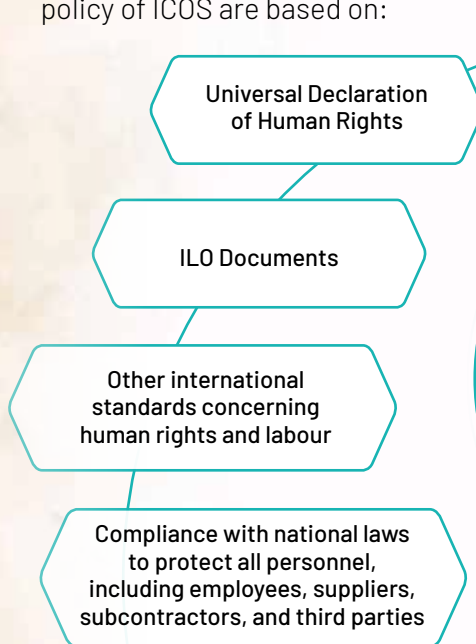 policy of ICOS are based on:
Universal Declaration
of Human Rights
ILO Documents
Other international
standards concerning
human rights and labour
Compliance with national laws
to protect all personnel,
including employees, suppliers,
subcontractors, and third parties